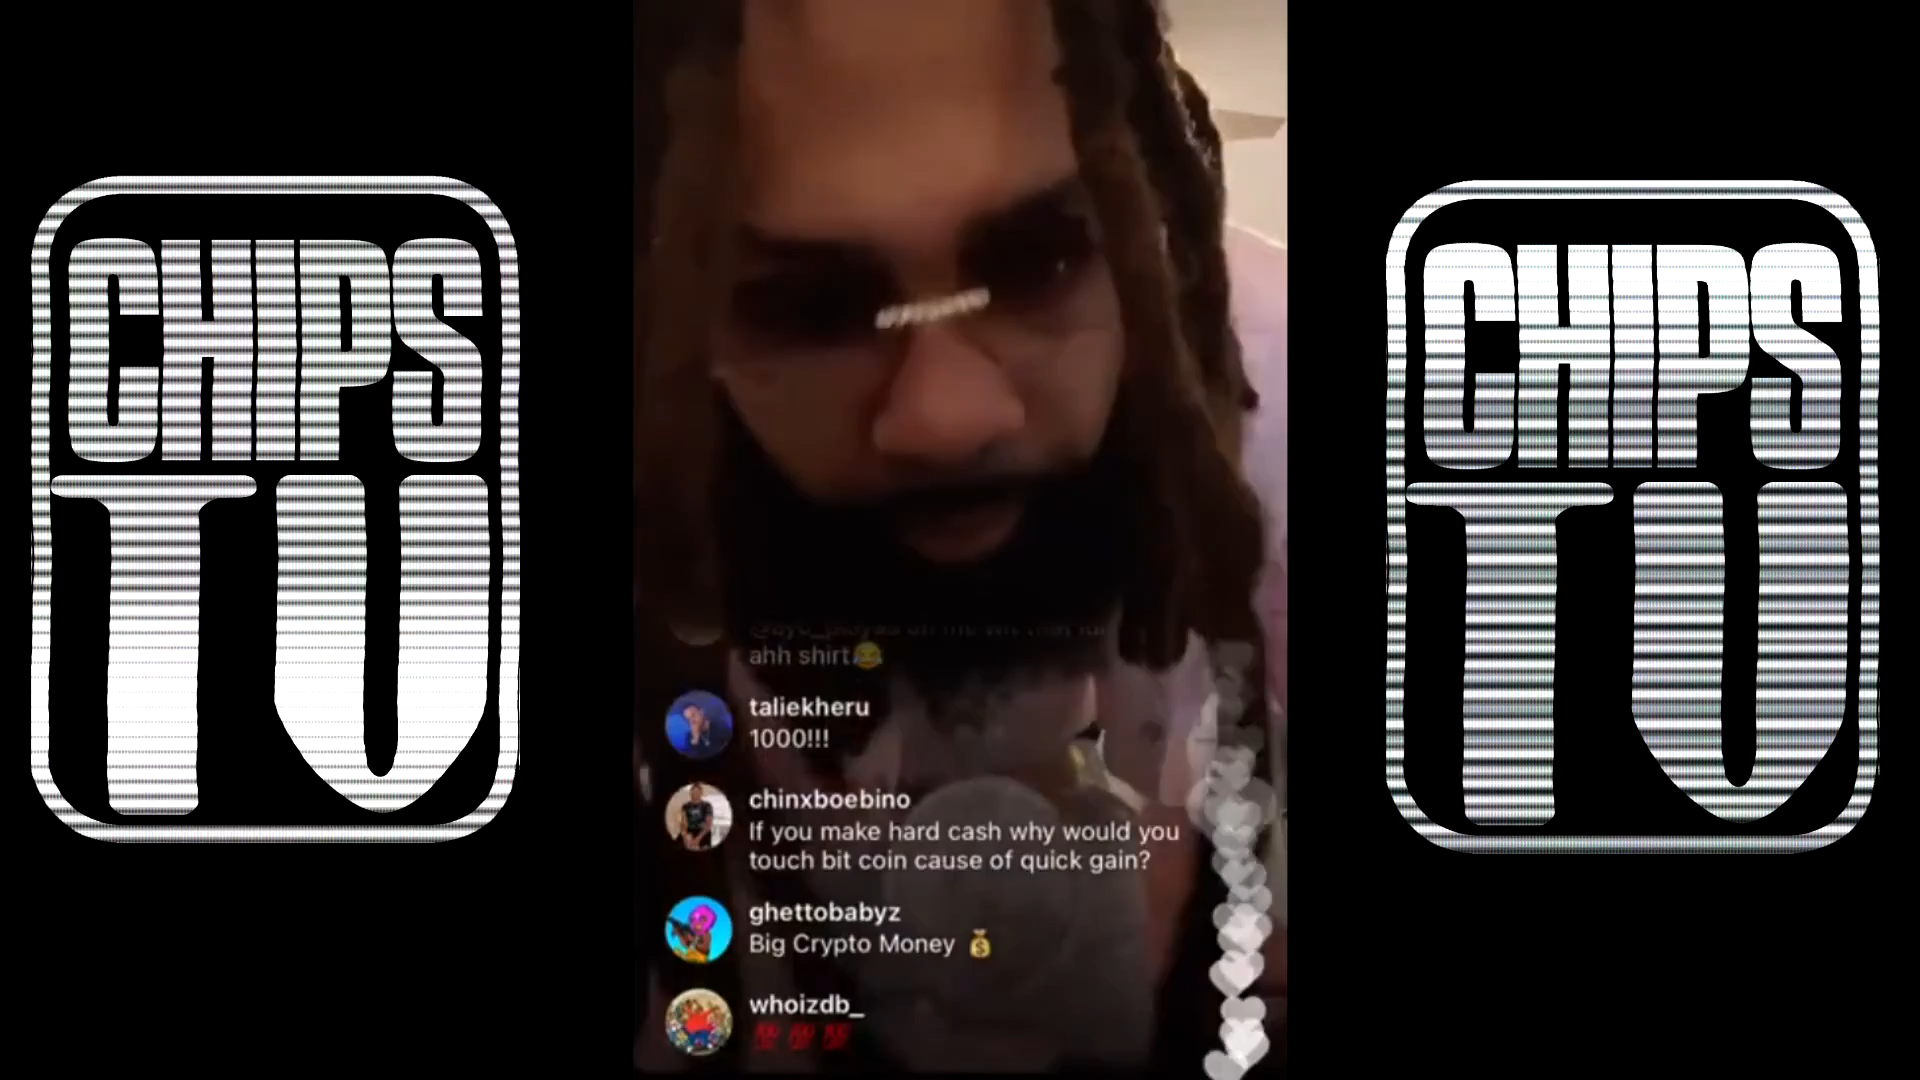 CHIPS
TV
ahh shirt😂
taliekheru
1000!!!
chinxboebino
If you make hard cash why would you
touch bit coin cause of quick gain?
ghettobabyz
Big Crypto Money 💰
whoizdb_
💯 💯 💯
CHIPS
TV